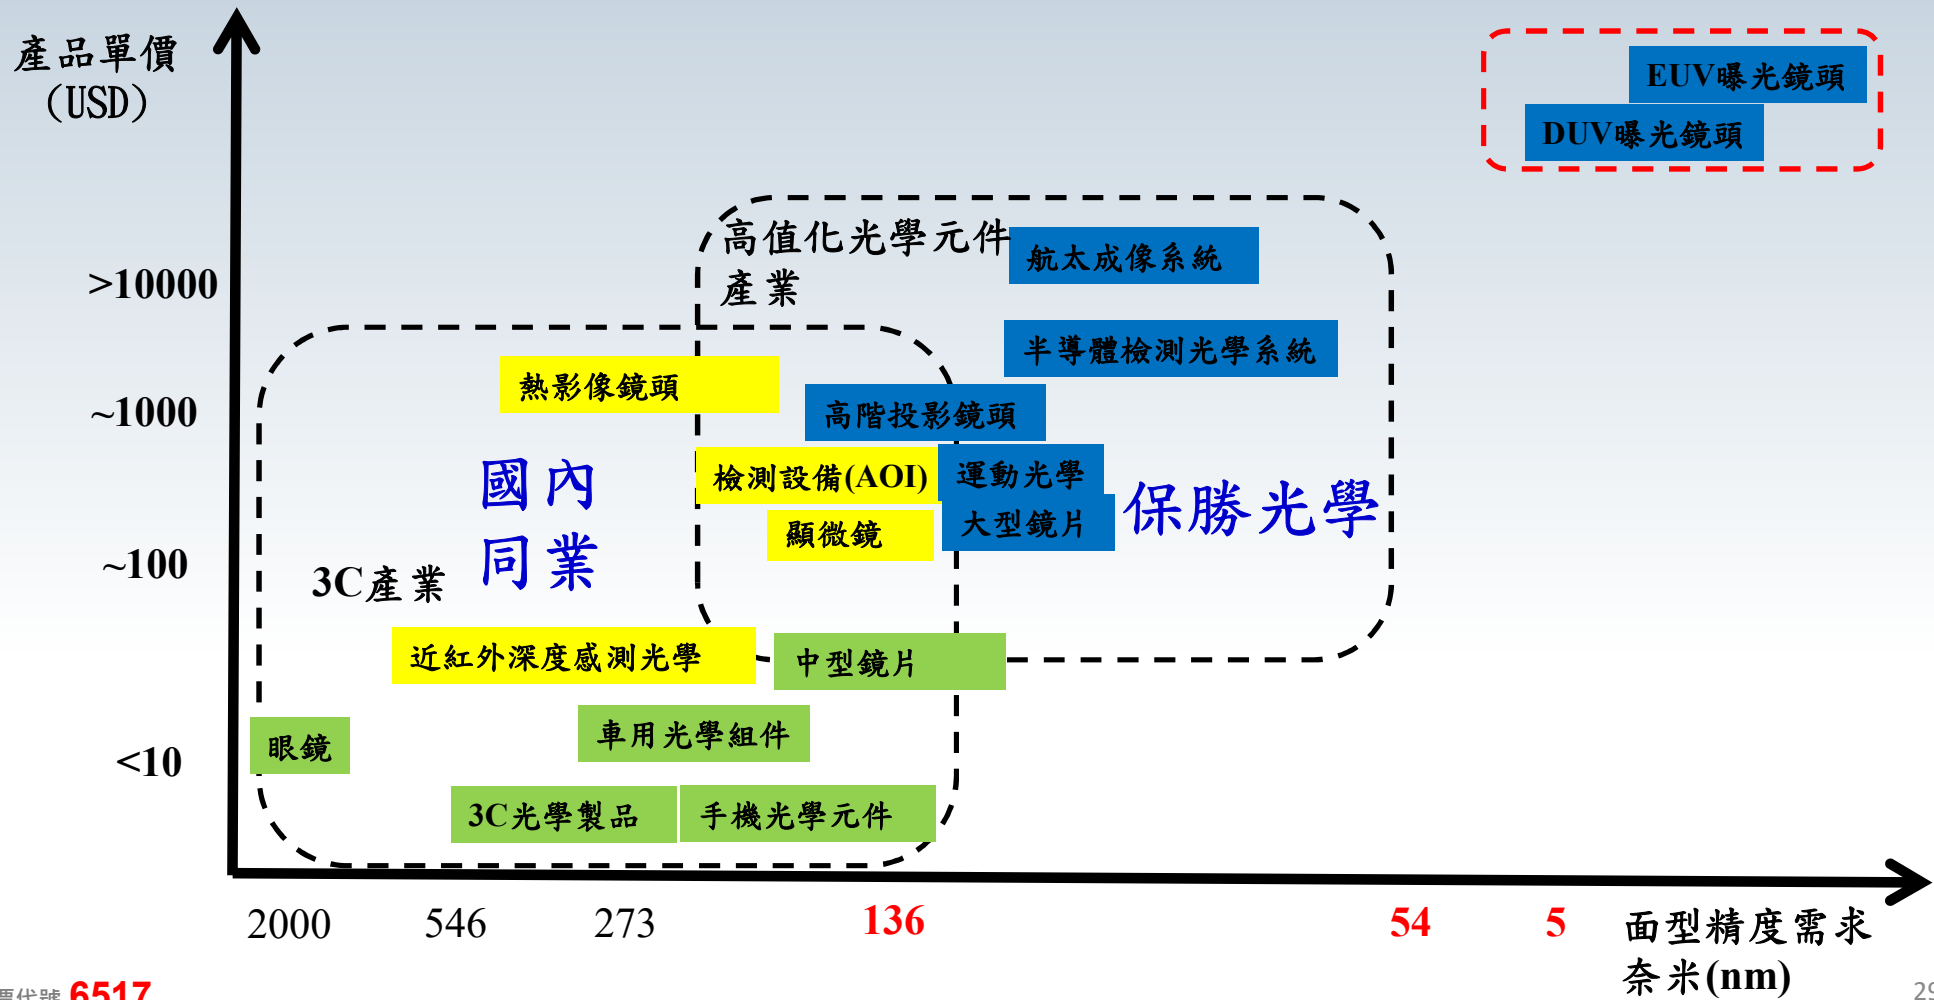 產品單價
(USD)
EUV曝光鏡頭
DUV曝光鏡頭
高值化光學元件
產業
航太成像系統
>10000
半導體檢測光學系統
熱影像鏡頭
~1000
高階投影鏡頭
國內
同業
檢測設備(AOI)
運動光學
保勝光學
大型鏡片
顯微鏡
~100
3C產業
近紅外深度感測光學
中型鏡片
車用光學組件
<10
眼鏡
3C光學製品
手機光學元件
2000
546
273
136
54
5
面型精度需求
奈米(nm)
票代號 6517
29